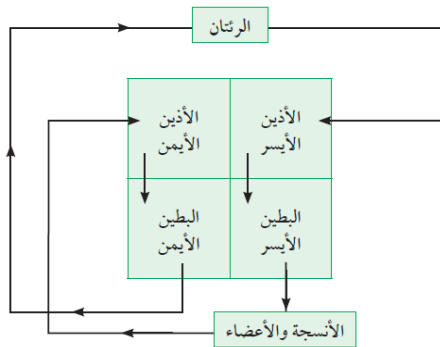 الرئتان
الأذين
الأيمن
الأذين
الأيسر
البطين
الأيمن
البطين
الأيسر
الأنسجة والأعضاء